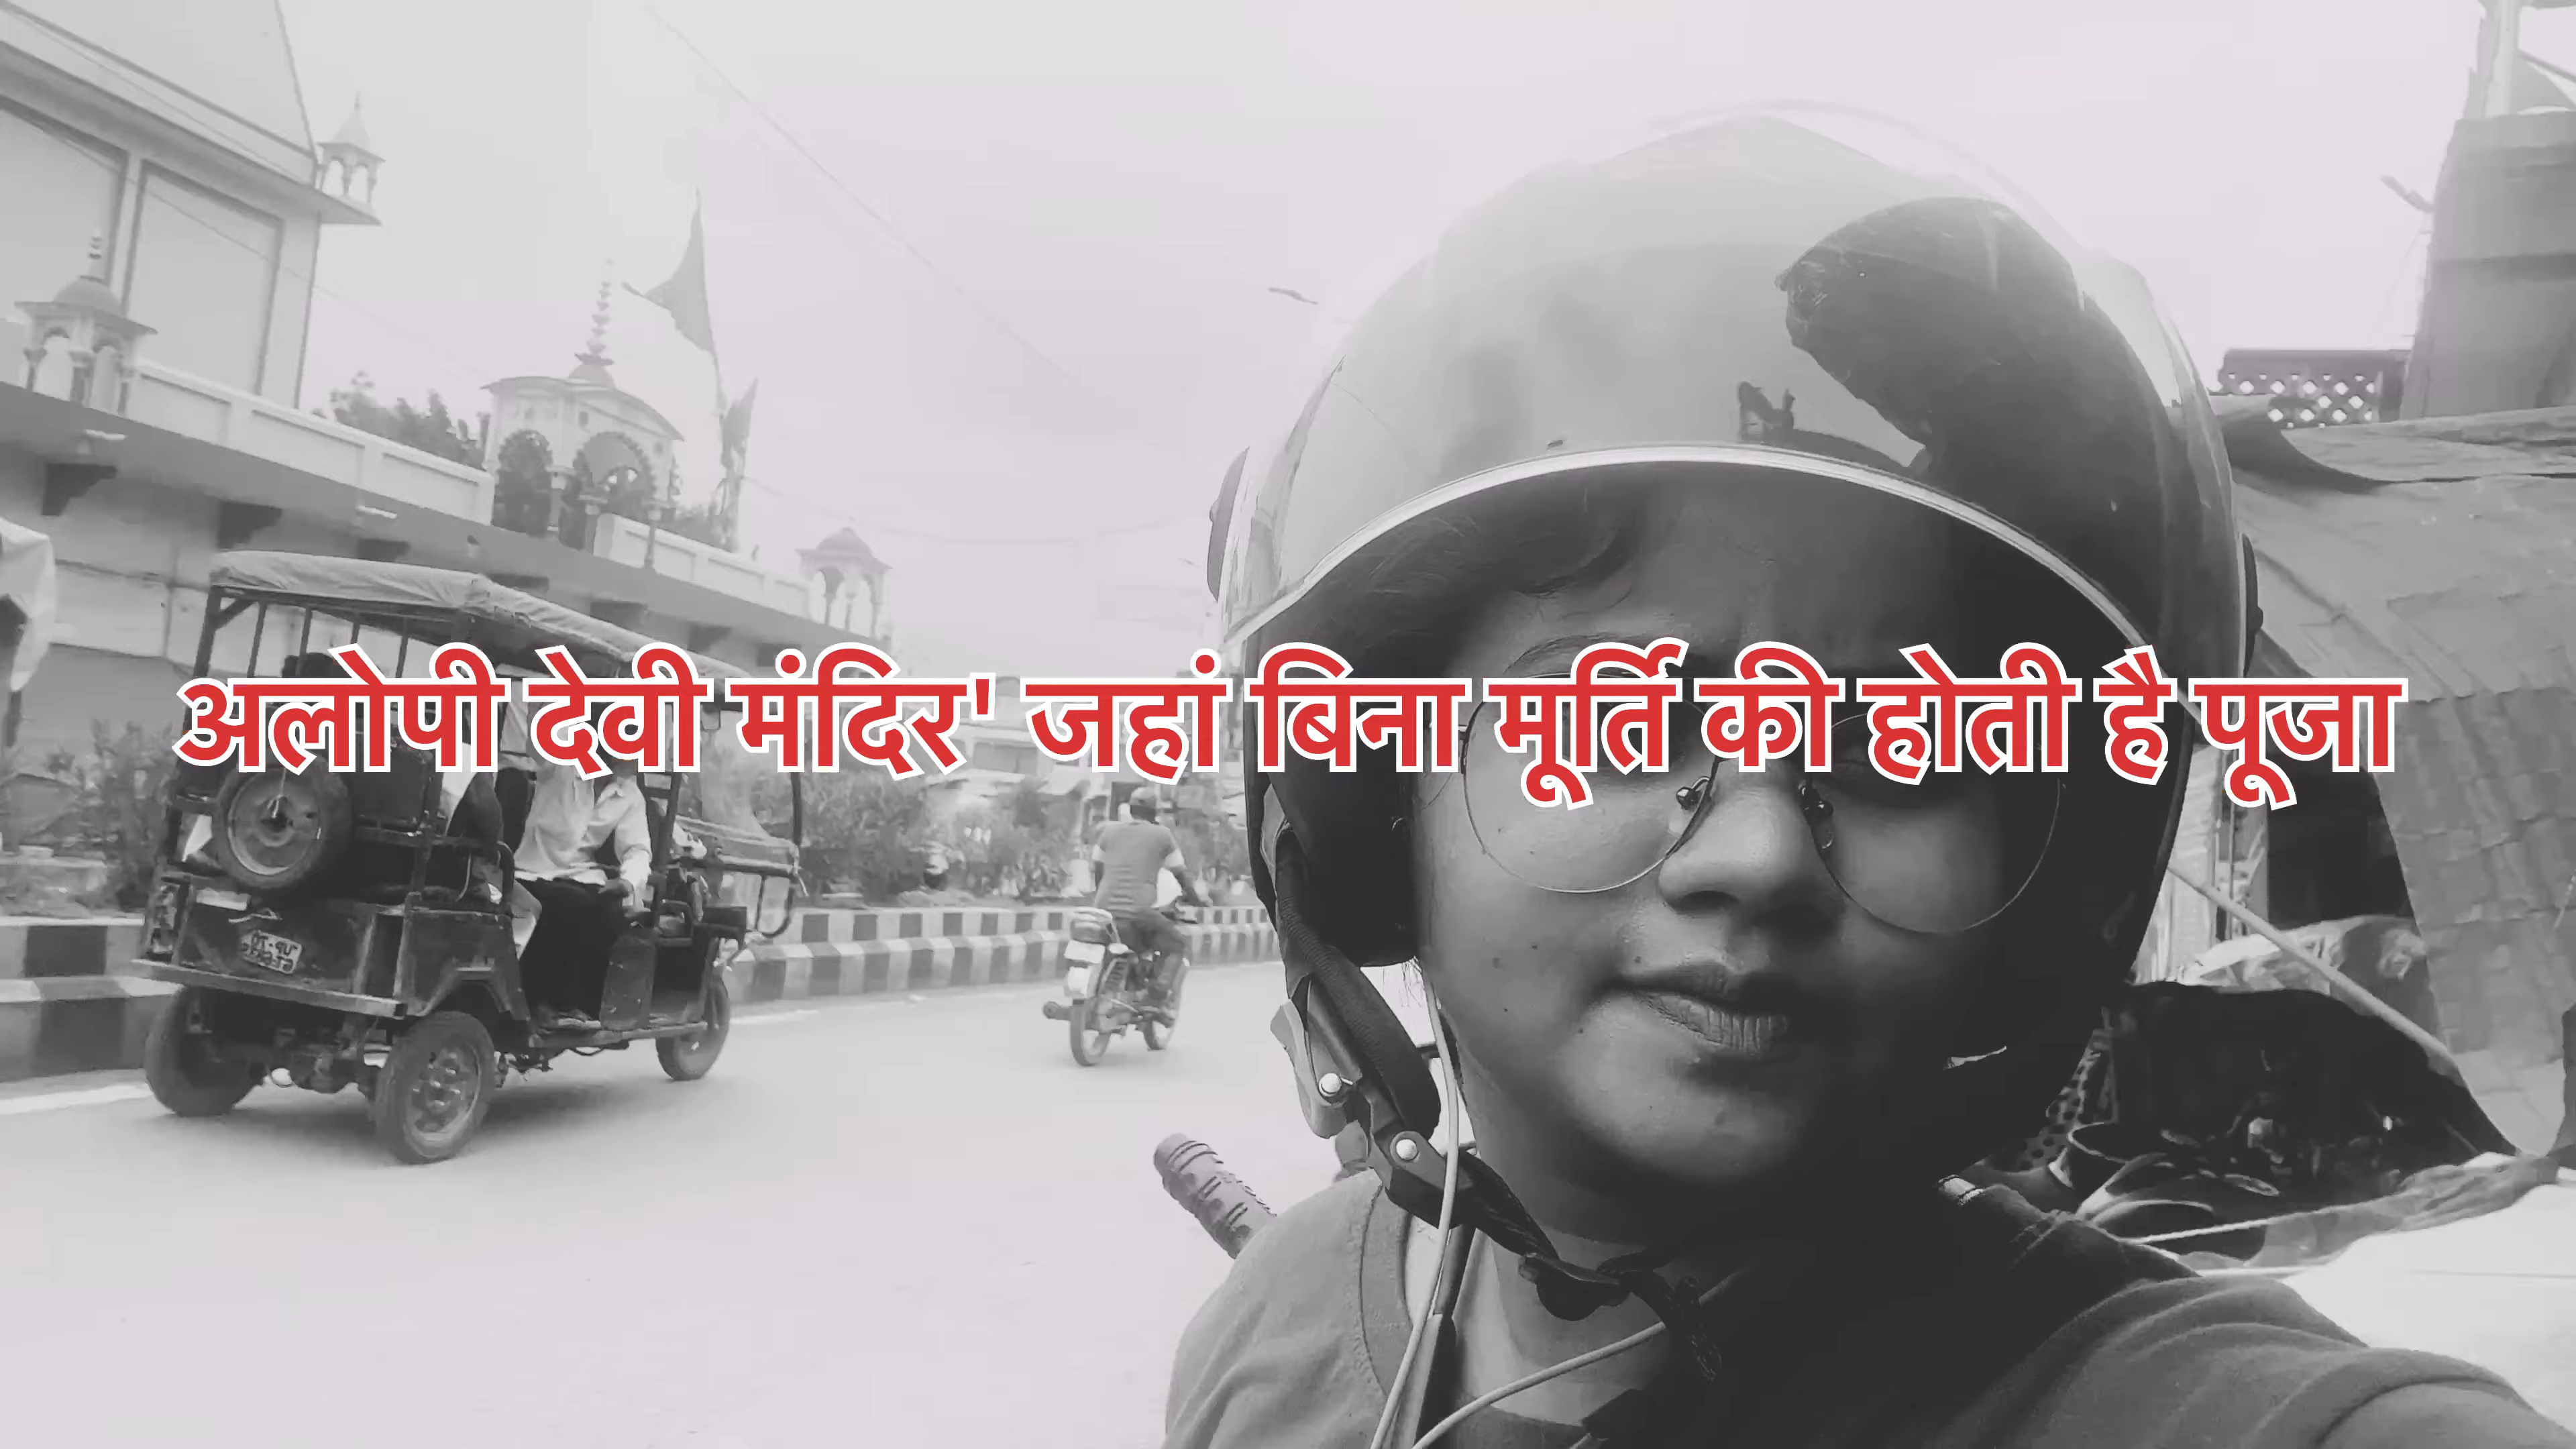 अलोपी देवी मंदिर' जहां बिना मूर्ति की होती है पूजा